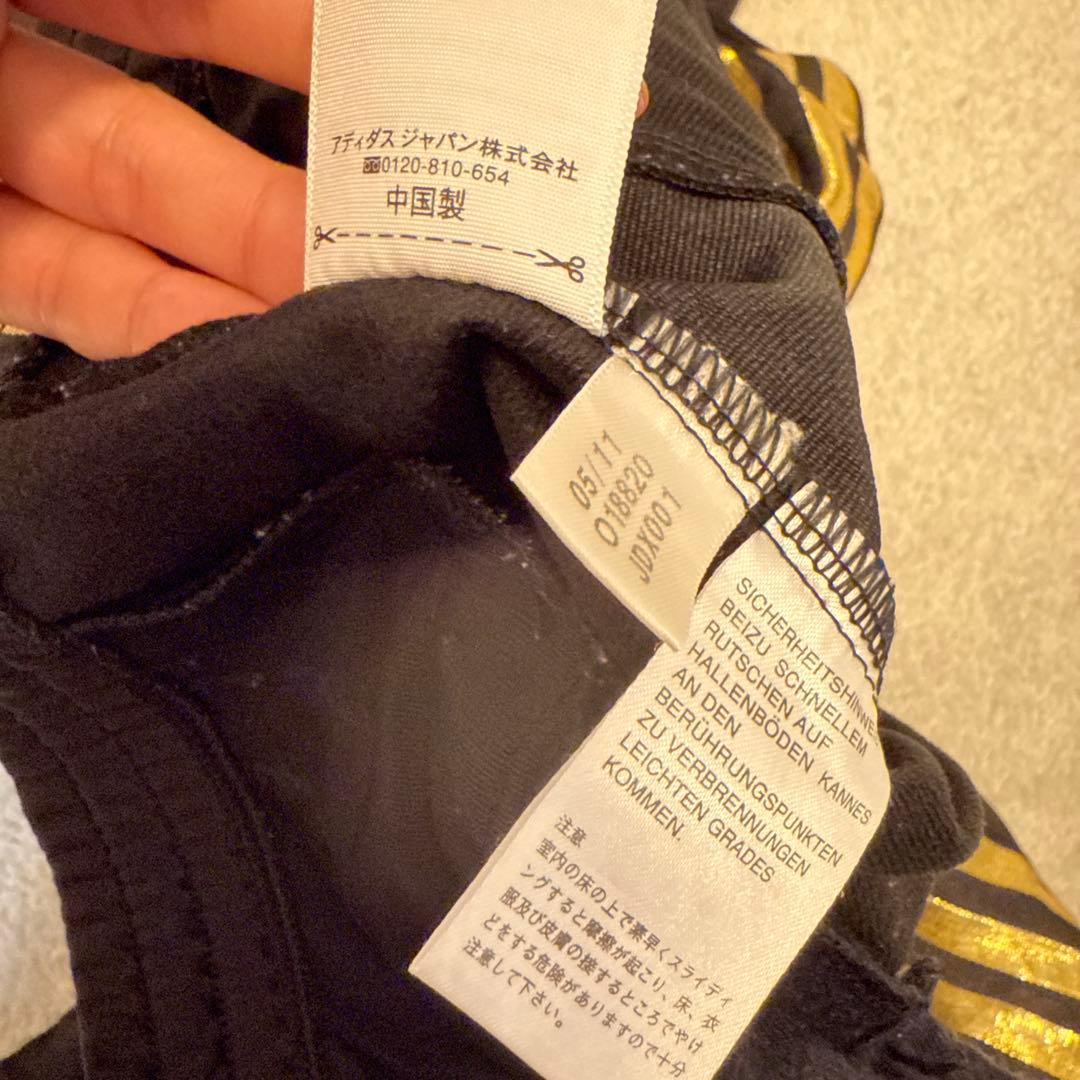 アディダス ジャパン株式会社
0120-810-654
中国製
05/11
O18820
JDX001
SICHERHEITSHINWE
BEIZU SCHNELLEM
RUTSCHEN AUF
HALLENBÖDEN KANNES
AN DEN
BERÜHRUNGSPUNKTEN
ZU VERBRENNUNGEN
LEICHTEN GRADES
KOMMEN.
注意
室内の床の上で素早くスライディ
ングすると摩擦が起こり、床、衣
服及び皮膚の接するところでやけ
どをする危険がありますので十分
注意して下さい。